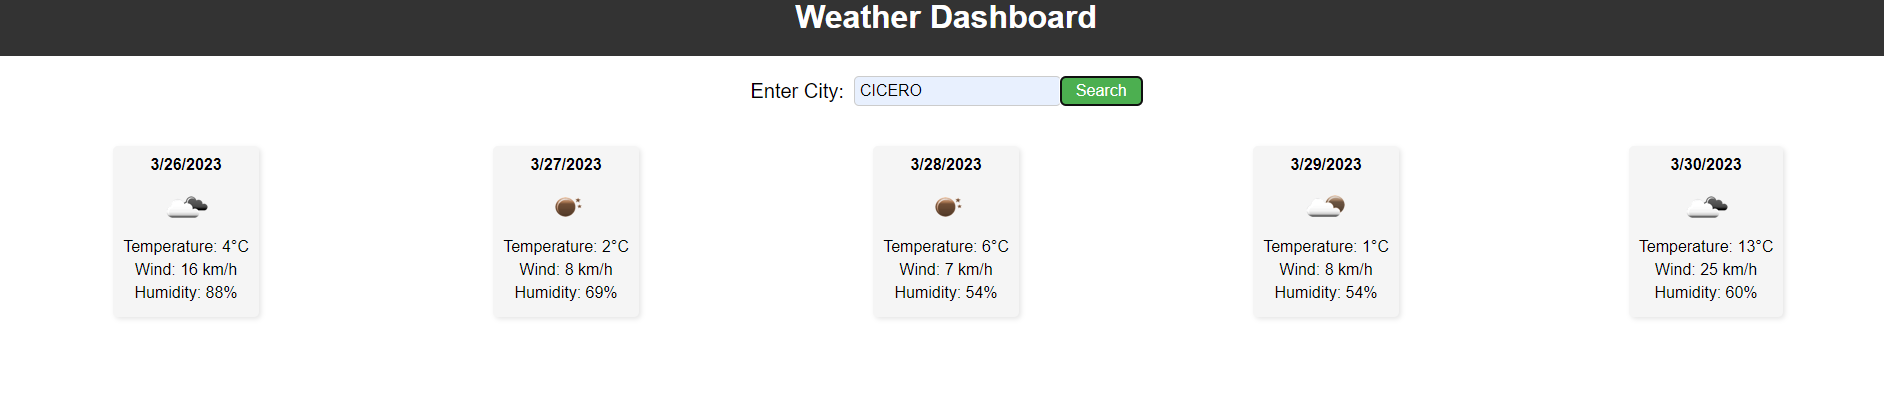 Weather Dashboard
Enter City: CICERO Search
3/26/2023
Temperature: 4°C
Wind: 16 km/h
Humidity: 88%
3/27/2023
Temperature: 2°C
Wind: 8 km/h
Humidity: 69%
3/28/2023
Temperature: 6°C
Wind: 7 km/h
Humidity: 54%
3/29/2023
Temperature: 1°C
Wind: 8 km/h
Humidity: 54%
3/30/2023
Temperature: 13°C
Wind: 25 km/h
Humidity: 60%